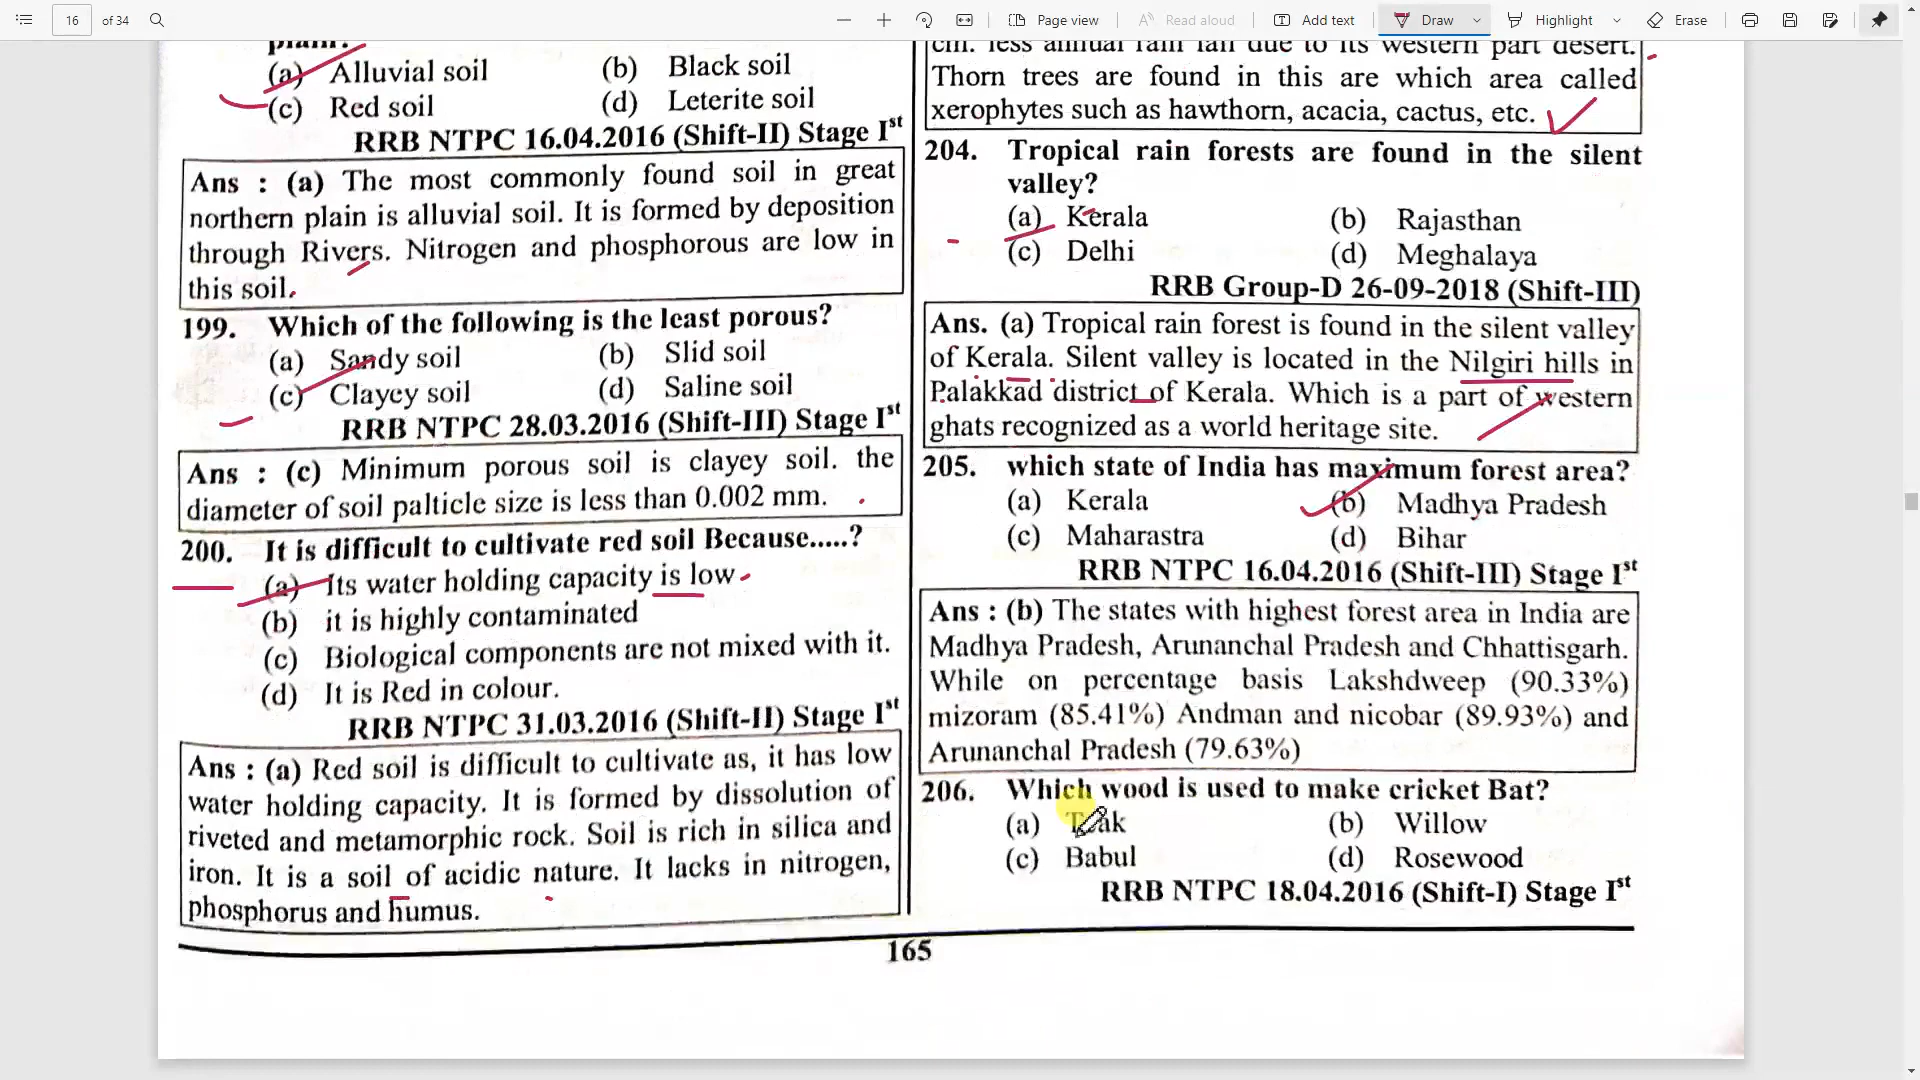 16 of 34 Page view Read aloud Add text Draw Highlight Erase
plain?
(a) Alluvial soil (b) Black soil
(c) Red soil (d) Leterite soil
RRB NTPC 16.04.2016 (Shift-II) Stage Ist
Ans : (a) The most commonly found soil in great
northern plain is alluvial soil. It is formed by deposition
through Rivers. Nitrogen and phosphorous are low in
this soil.
199. Which of the following is the least porous?
(a) Sandy soil (b) Slid soil
(c) Clayey soil (d) Saline soil
RRB NTPC 28.03.2016 (Shift-III) Stage Ist
Ans : (c) Minimum porous soil is clayey soil. the
diameter of soil palticle size is less than 0.002 mm.
200. It is difficult to cultivate red soil Because.....?
(a) Its water holding capacity is low
(b) it is highly contaminated
(c) Biological components are not mixed with it.
(d) It is Red in colour.
RRB NTPC 31.03.2016 (Shift-II) Stage Ist
Ans : (a) Red soil is difficult to cultivate as, it has low
water holding capacity. It is formed by dissolution of
riveted and metamorphic rock. Soil is rich in silica and
iron. It is a soil of acidic nature. It lacks in nitrogen,
phosphorus and humus.
cm. less annual rain fall due to its western part desert.
Thorn trees are found in this are which area called
xerophytes such as hawthorn, acacia, cactus, etc.
204. Tropical rain forests are found in the silent
valley?
(a) Kerala (b) Rajasthan
(c) Delhi (d) Meghalaya
RRB Group-D 26-09-2018 (Shift-III)
Ans. (a) Tropical rain forest is found in the silent valley
of Kerala. Silent valley is located in the Nilgiri hills in
Palakkad district of Kerala. Which is a part of western
ghats recognized as a world heritage site.
205. which state of India has maximum forest area?
(a) Kerala (b) Madhya Pradesh
(c) Maharastra (d) Bihar
RRB NTPC 16.04.2016 (Shift-III) Stage Ist
Ans : (b) The states with highest forest area in India are
Madhya Pradesh, Arunanchal Pradesh and Chhattisgarh.
While on percentage basis Lakshdweep (90.33%)
mizoram (85.41%) Andman and nicobar (89.93%) and
Arunanchal Pradesh (79.63%)
206. Which wood is used to make cricket Bat?
(a) Teak (b) Willow
(c) Babul (d) Rosewood
RRB NTPC 18.04.2016 (Shift-I) Stage Ist
165